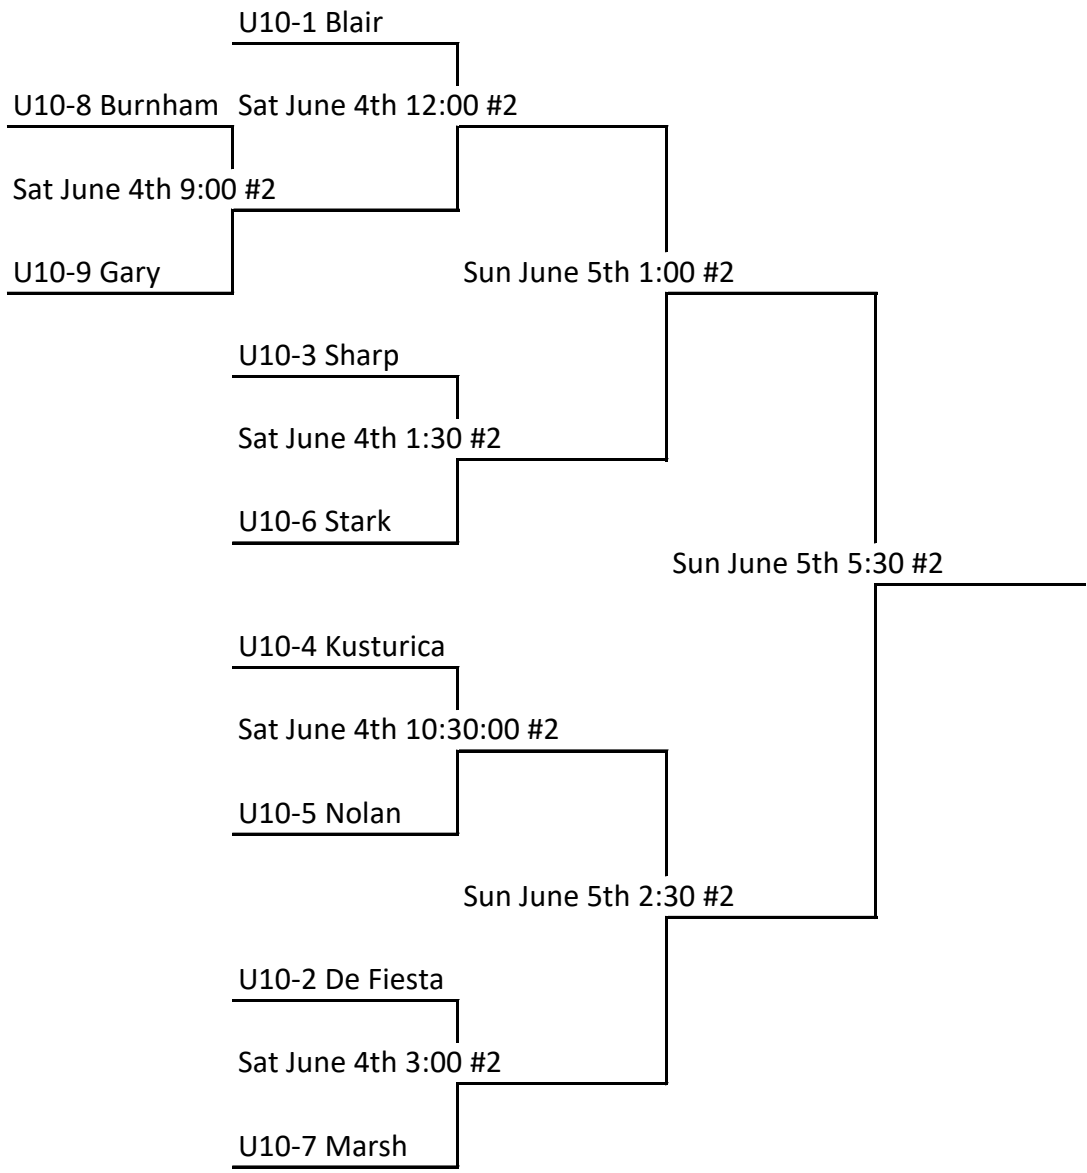 U10-1 Blair
U10-8 Burnham
Sat June 4th 12:00 #2
Sat June 4th 9:00 #2
U10-9 Gary
Sun June 5th 1:00 #2
U10-3 Sharp
Sat June 4th 1:30 #2
U10-6 Stark
Sun June 5th 5:30 #2
U10-4 Kusturica
Sat June 4th 10:30:00 #2
U10-5 Nolan
Sun June 5th 2:30 #2
U10-2 De Fiesta
Sat June 4th 3:00 #2
U10-7 Marsh